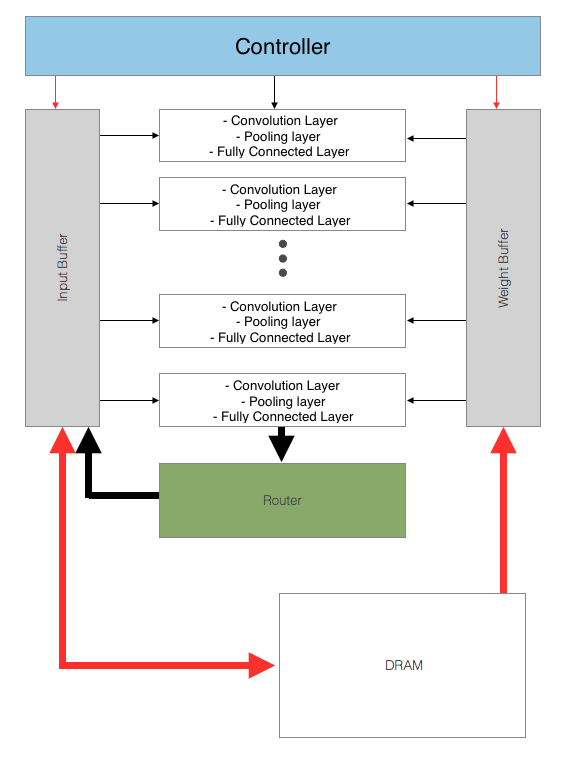 Controller
- Convolution Layer
- Pooling layer
- Fully Connected Layer
- Convolution Layer
- Pooling layer
- Fully Connected Layer
Input Buffer
Weight Buffer
- Convolution Layer
- Pooling layer
- Fully Connected Layer
- Convolution Layer
- Pooling layer
- Fully Connected Layer
Router
DRAM